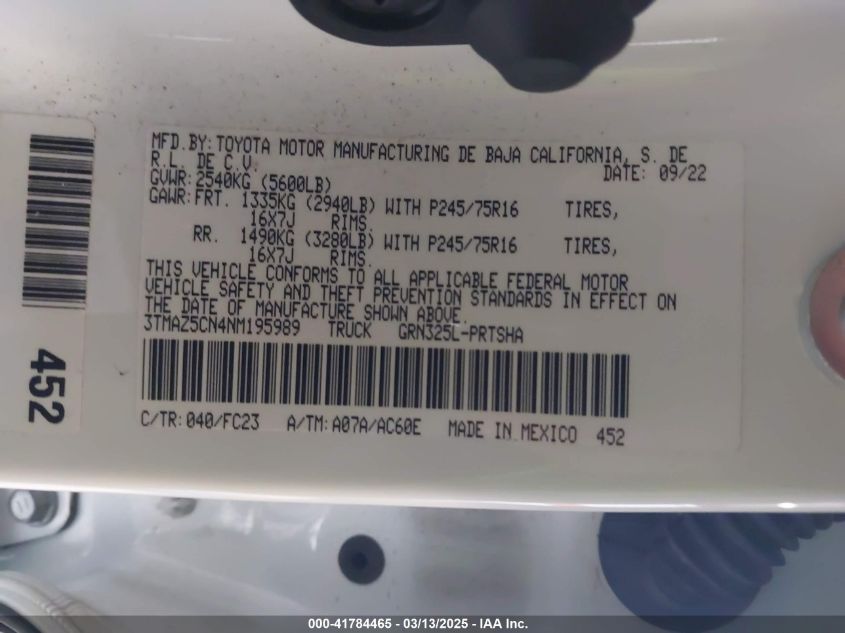 MFD.BY:TOYOTA MOTOR MANUFACTURING DE BAJA CALIFORNIA, S. DE
R.L. DE C.V.
DATE: 09/22
GVWR:2540KG (5600LB)
GAWR:FRT. 1335KG (2940LB) WITH P245/75R16 TIRES,
16X7J RIMS.
RR. 1490KG (3280LB) WITH P245/75R16 TIRES,
16X7J RIMS.
THIS VEHICLE CONFORMS TO ALL APPLICABLE FEDERAL MOTOR
VEHICLE SAFETY AND THEFT PREVENTION STANDARDS IN EFFECT ON
THE DATE OF MANUFACTURE SHOWN ABOVE.
3TMAZ5CN4NM195989 TRUCK GRN325L-PRTSHA
C/TR:040/FC23 A/TM:A07A/AC60E MADE IN MEXICO 452
452
000-41784465 - 03/13/2025 - IAA Inc.